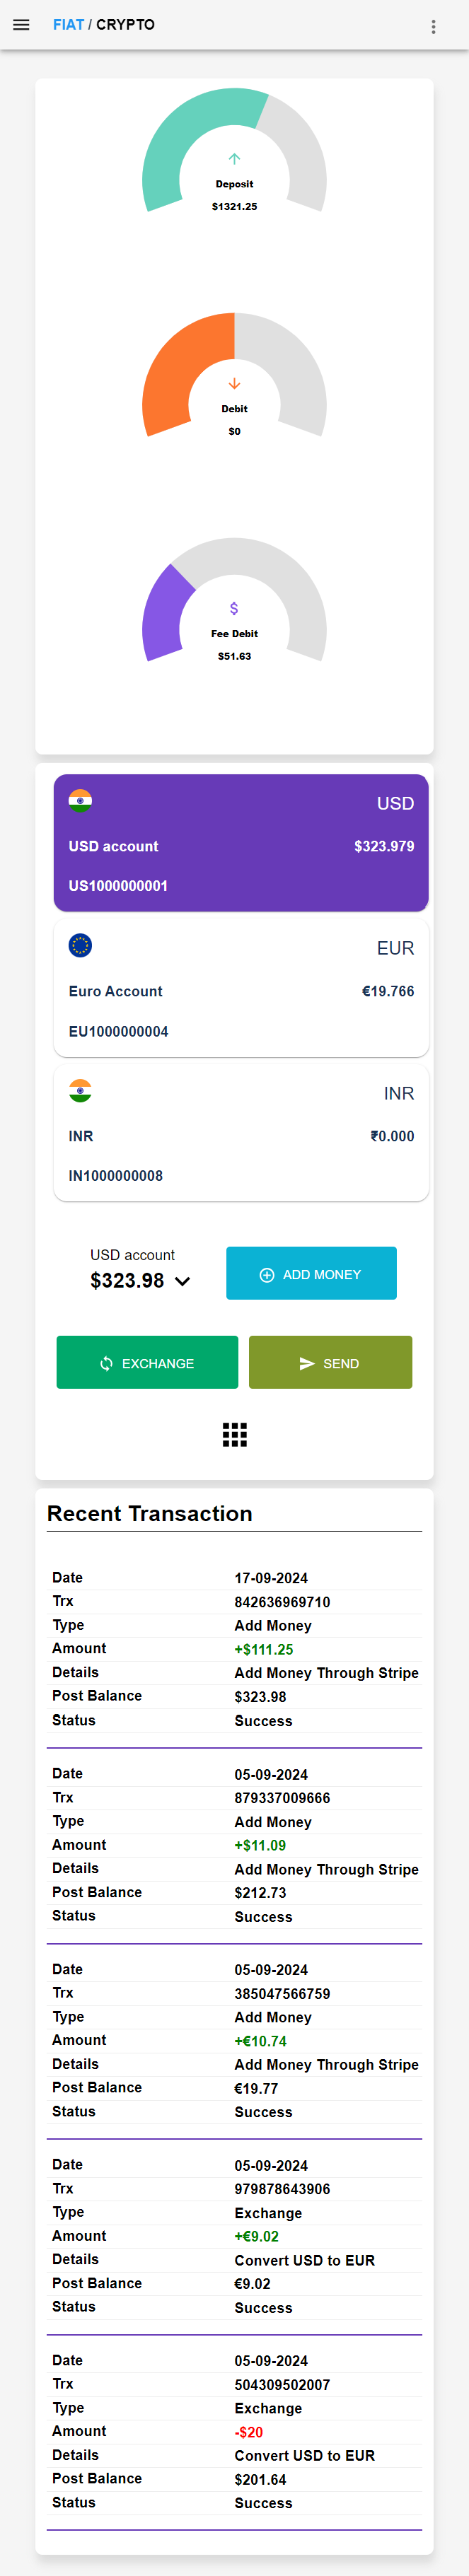 FIAT / CRYPTO
Deposit
$1321.25
Debit
$0
$
Fee Debit
$51.63
USD
USD account $323.979
US1000000001
EUR
Euro Account €19.766
EU1000000004
INR
INR ₹0.000
IN1000000008
USD account
$323.98
ADD MONEY
EXCHANGE
SEND
Recent Transaction
Date 17-09-2024
Trx 842636969710
Type Add Money
Amount +$111.25
Details Add Money Through Stripe
Post Balance $323.98
Status Success
Date 05-09-2024
Trx 879337009666
Type Add Money
Amount +$11.09
Details Add Money Through Stripe
Post Balance $212.73
Status Success
Date 05-09-2024
Trx 385047566759
Type Add Money
Amount +€10.74
Details Add Money Through Stripe
Post Balance €19.77
Status Success
Date 05-09-2024
Trx 979878643906
Type Exchange
Amount +€9.02
Details Convert USD to EUR
Post Balance €9.02
Status Success
Date 05-09-2024
Trx 504309502007
Type Exchange
Amount -$20
Details Convert USD to EUR
Post Balance $201.64
Status Success